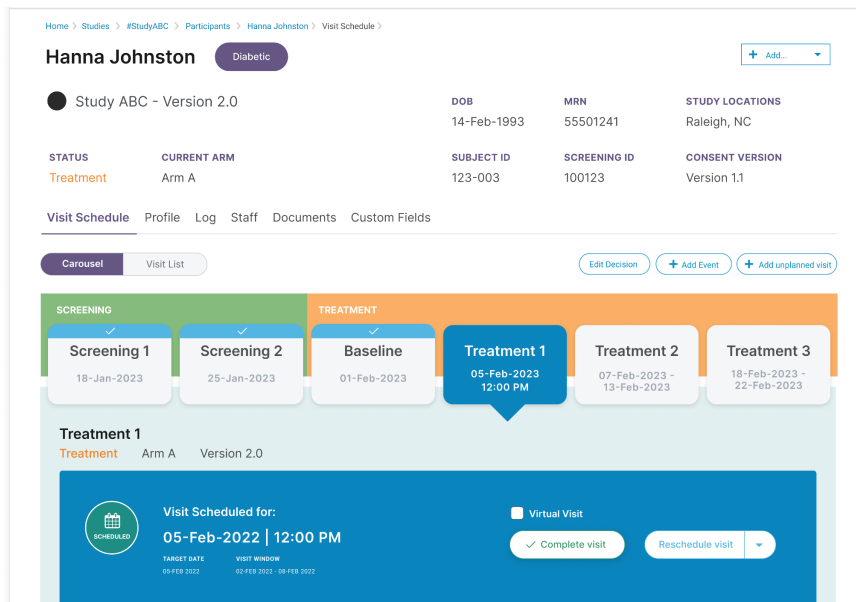 Home > Studies > #StudyABC > Participants > Hanna Johnston > Visit Schedule >
Hanna Johnston
Diabetic
+ Add...
Study ABC - Version 2.0
DOB
MRN
STUDY LOCATIONS
14-Feb-1993
55501241
Raleigh, NC
STATUS
CURRENT ARM
SUBJECT ID
SCREENING ID
CONSENT VERSION
Treatment
Arm A
123-003
100123
Version 1.1
Visit Schedule Profile Log Staff Documents Custom Fields
Carousel Visit List
Edit Decision + Add Event + Add unplanned visit
SCREENING
TREATMENT
Screening 1
18-Jan-2023
Screening 2
25-Jan-2023
Baseline
01-Feb-2023
Treatment 1
05-Feb-2023
12:00 PM
Treatment 2
07-Feb-2023 -
13-Feb-2023
Treatment 3
18-Feb-2023 -
22-Feb-2023
Treatment 1
Treatment Arm A Version 2.0
SCHEDULED
Visit Scheduled for:
05-Feb-2022 | 12:00 PM
TARGET DATE
VISIT WINDOW
05-FEB 2022
02-FEB 2022 - 08-FEB 2022
Virtual Visit
Complete visit
Reschedule visit